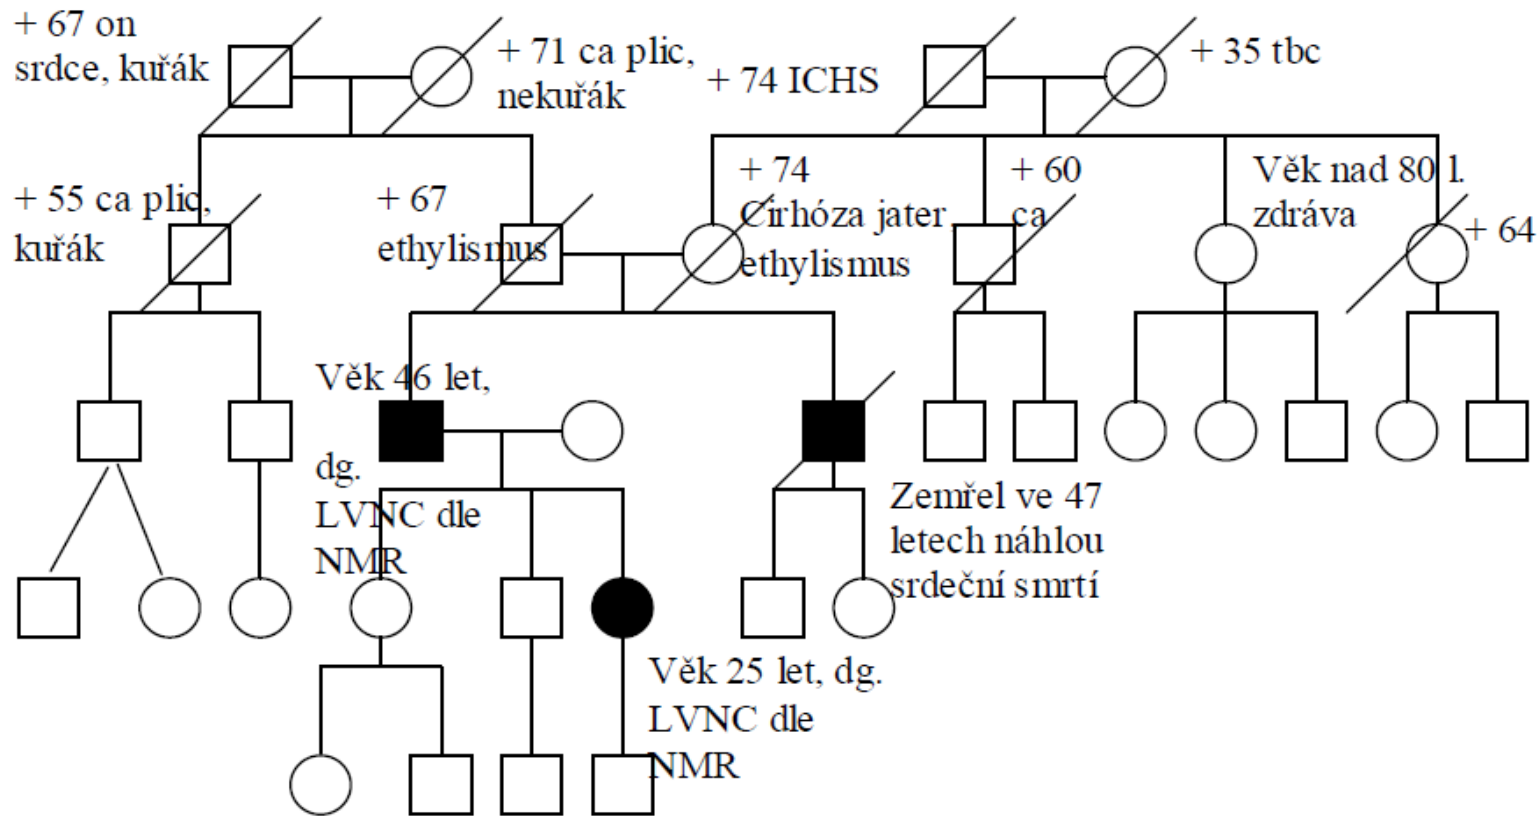 + 67 on
srdce, kuřák
+ 71 ca plic,
nekuřák
+ 74 ICHS
+ 35 tbc
+ 55 ca plic,
kuřák
+ 67
ethylismus
+ 74
Cirhóza jater,
ethylismus
+ 60
ca
Věk nad 80 l.
zdráva
+ 64
Věk 46 let,
dg.
LVNC dle
NMR
Zemřel ve 47
letech náhlou
srdeční smrtí
Věk 25 let, dg.
LVNC dle
NMR